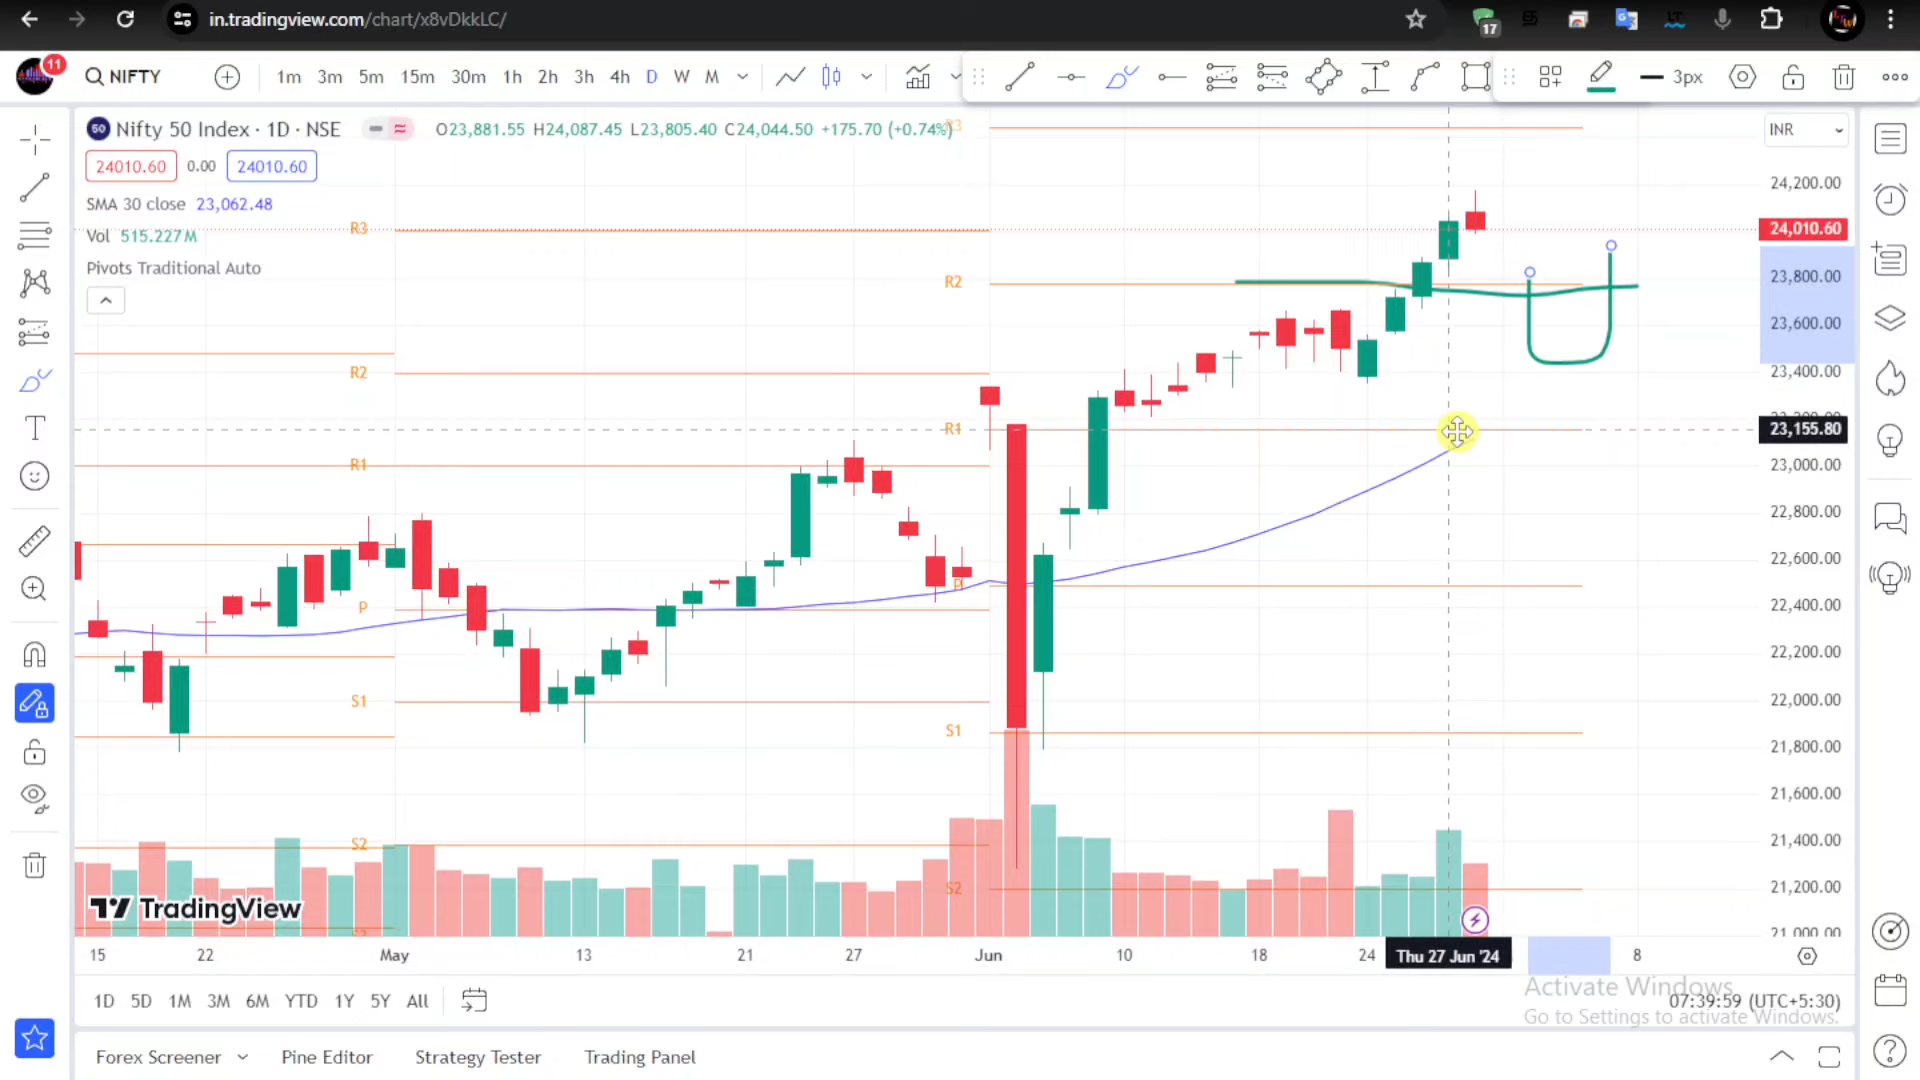 in.tradingview.com/chart/x8vDkkLC/
17
11
NIFTY
1m 3m 5m 15m 30m 1h 2h 3h 4h D W M
3px
50 Nifty 50 Index · 1D · NSE
O23,881.55 H24,087.45 L23,805.40 C24,044.50 +175.70 (+0.74%)
R3
INR
24010.60 0.00 24010.60
24,200.00
SMA 30 close 23,062.48
Vol 515.227M
R3
24,010.60
Pivots Traditional Auto
23,800.00
R2
23,600.00
R2
23,400.00
R1
23,155.80
R1
23,000.00
22,800.00
22,600.00
P
P
22,400.00
22,200.00
S1
22,000.00
S1
21,800.00
21,600.00
S2
21,400.00
S2
21,200.00
TradingView
21,000.00
15 22 May 13 21 27 Jun 10 18 24 Thu 27 Jun '24 8
1D 5D 1M 3M 6M YTD 1Y 5Y All
Activate Windows
07:39:59 (UTC+5:30)
Go to Settings to activate Windows.
Forex Screener Pine Editor Strategy Tester Trading Panel